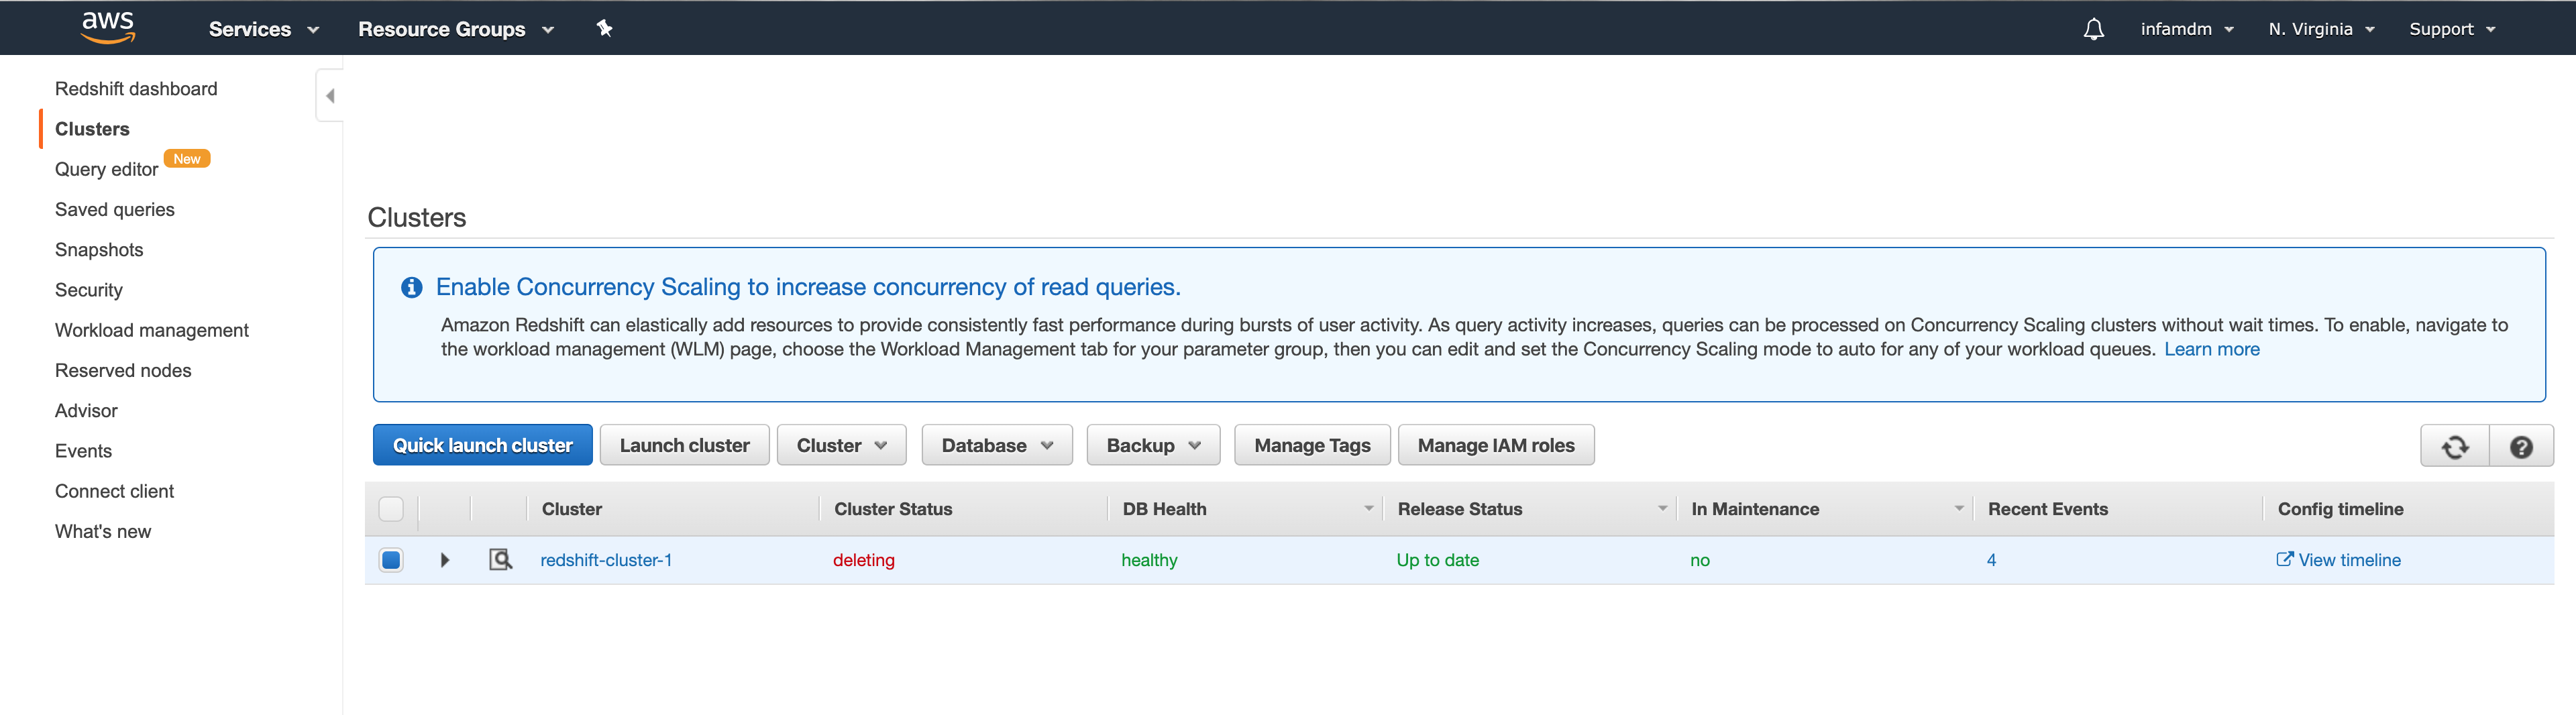 aws Services Resource Groups infamdm N. Virginia Support
Redshift dashboard
Clusters
Query editor New
Saved queries
Snapshots
Security
Workload management
Reserved nodes
Advisor
Events
Connect client
What's new
Clusters
Enable Concurrency Scaling to increase concurrency of read queries.
Amazon Redshift can elastically add resources to provide consistently fast performance during bursts of user activity. As query activity increases, queries can be processed on Concurrency Scaling clusters without wait times. To enable, navigate to
the workload management (WLM) page, choose the Workload Management tab for your parameter group, then you can edit and set the Concurrency Scaling mode to auto for any of your workload queues. Learn more
Quick launch cluster Launch cluster Cluster Database Backup Manage Tags Manage IAM roles
Cluster Cluster Status DB Health Release Status In Maintenance Recent Events Config timeline
redshift-cluster-1 deleting healthy Up to date no 4 View timeline